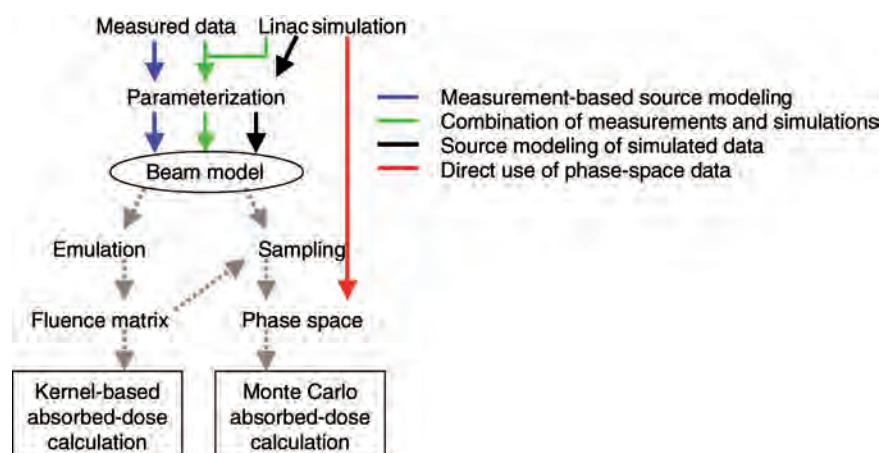 Measured data Linac simulation
Parameterization
Measurement-based source modeling
Combination of measurements and simulations
Source modeling of simulated data
Direct use of phase-space data
Beam model
Emulation Sampling
Fluence matrix Phase space
Kernel-based
absorbed-dose
calculation
Monte Carlo
absorbed-dose
calculation